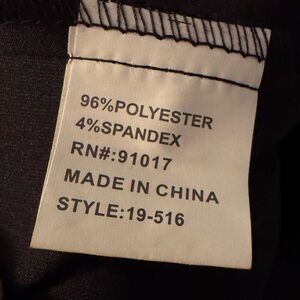 96%POLYESTER
4%SPANDEX
RN#:91017
MADE IN CHINA
STYLE:19-516